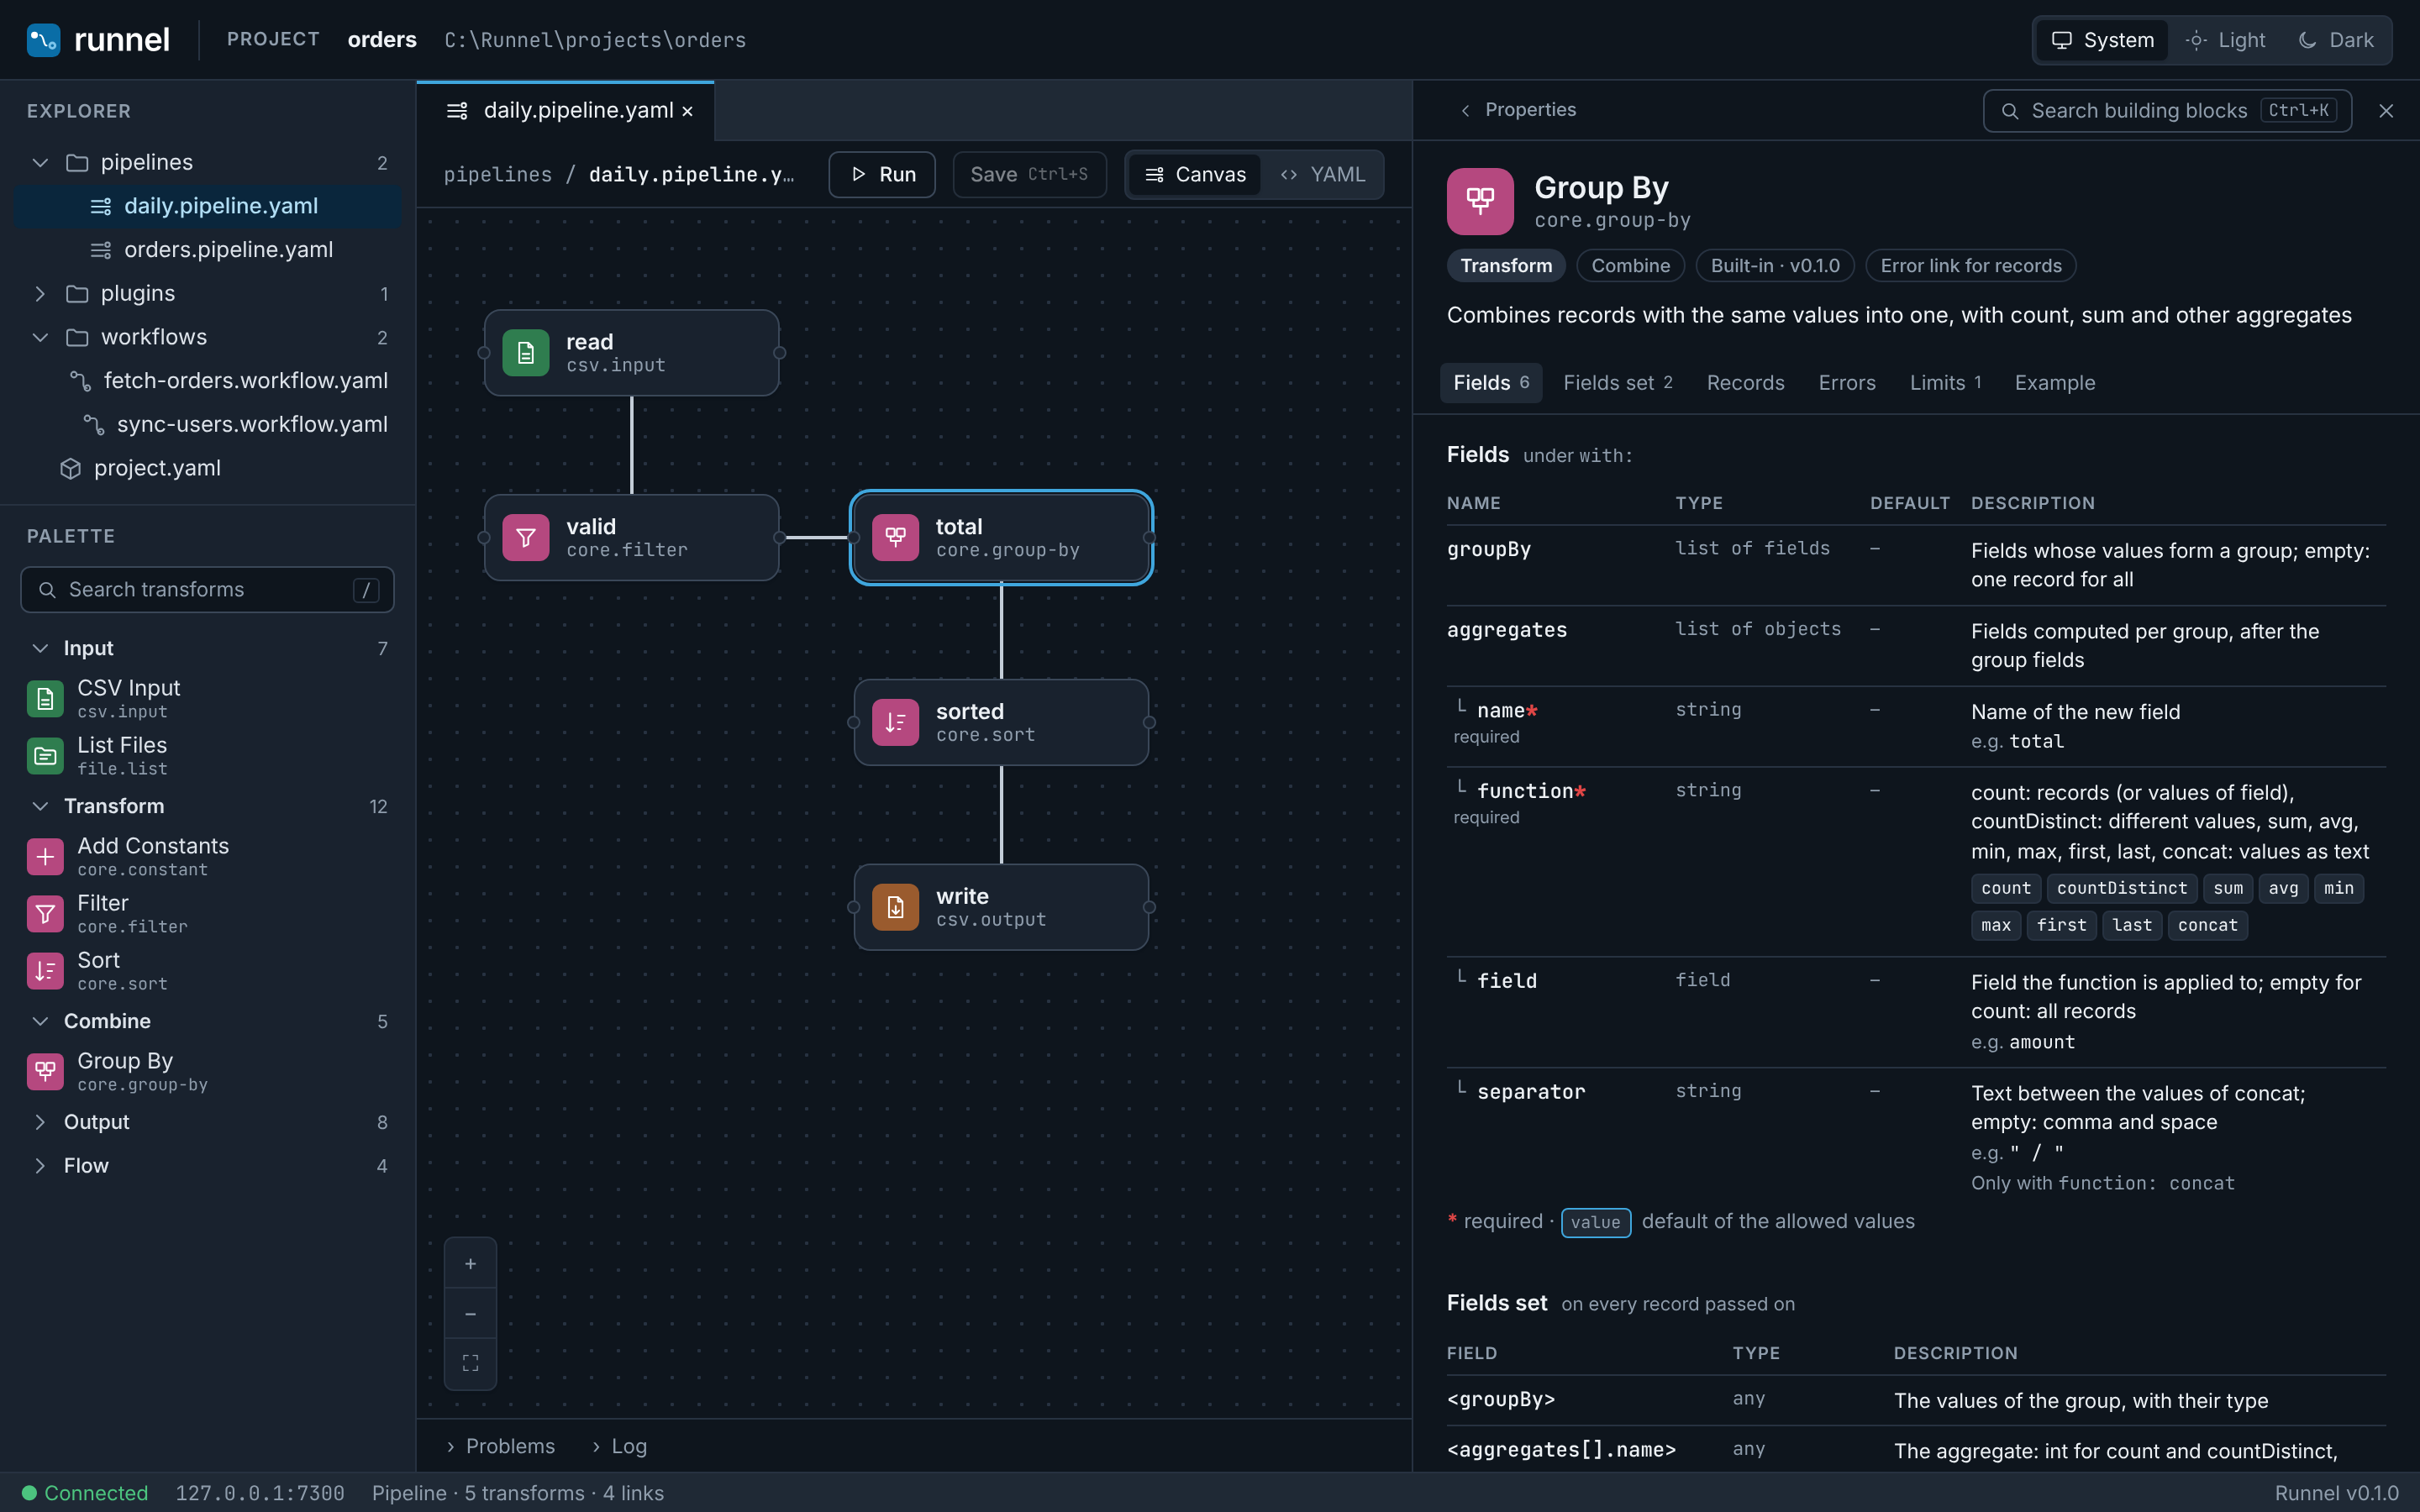 runnel PROJECT orders C:\Runnel\projects\orders System Light Dark
EXPLORER
pipelines 2
daily.pipeline.yaml
orders.pipeline.yaml
plugins 1
workflows 2
fetch-orders.workflow.yaml
sync-users.workflow.yaml
project.yaml
PALETTE
Search transforms /
Input 7
CSV Input
csv.input
List Files
file.list
Transform 12
Add Constants
core.constant
Filter
core.filter
Sort
core.sort
Combine 5
Group By
core.group-by
Output 8
Flow 4
daily.pipeline.yaml ×
pipelines / daily.pipeline.y… Run Save Ctrl+S Canvas <> YAML
read
csv.input
valid
core.filter
total
core.group-by
sorted
core.sort
write
csv.output
+
−
› Problems › Log
Properties Search building blocks Ctrl+K
Group By
core.group-by
Transform Combine Built-in · v0.1.0 Error link for records
Combines records with the same values into one, with count, sum and other aggregates
Fields 6 Fields set 2 Records Errors Limits 1 Example
Fields under with:
NAME TYPE DEFAULT DESCRIPTION
groupBy list of fields – Fields whose values form a group; empty:
one record for all
aggregates list of objects – Fields computed per group, after the
group fields
└ name* string – Name of the new field
required e.g. total
└ function* string – count: records (or values of field),
required countDistinct: different values, sum, avg,
min, max, first, last, concat: values as text
count countDistinct sum avg min
max first last concat
└ field field – Field the function is applied to; empty for
count: all records
e.g. amount
└ separator string – Text between the values of concat;
empty: comma and space
e.g. " / "
Only with function: concat
* required · value default of the allowed values
Fields set on every record passed on
FIELD TYPE DESCRIPTION
<groupBy> any The values of the group, with their type
<aggregates[].name> any The aggregate: int for count and countDistinct,
Connected 127.0.0.1:7300 Pipeline · 5 transforms · 4 links Runnel v0.1.0